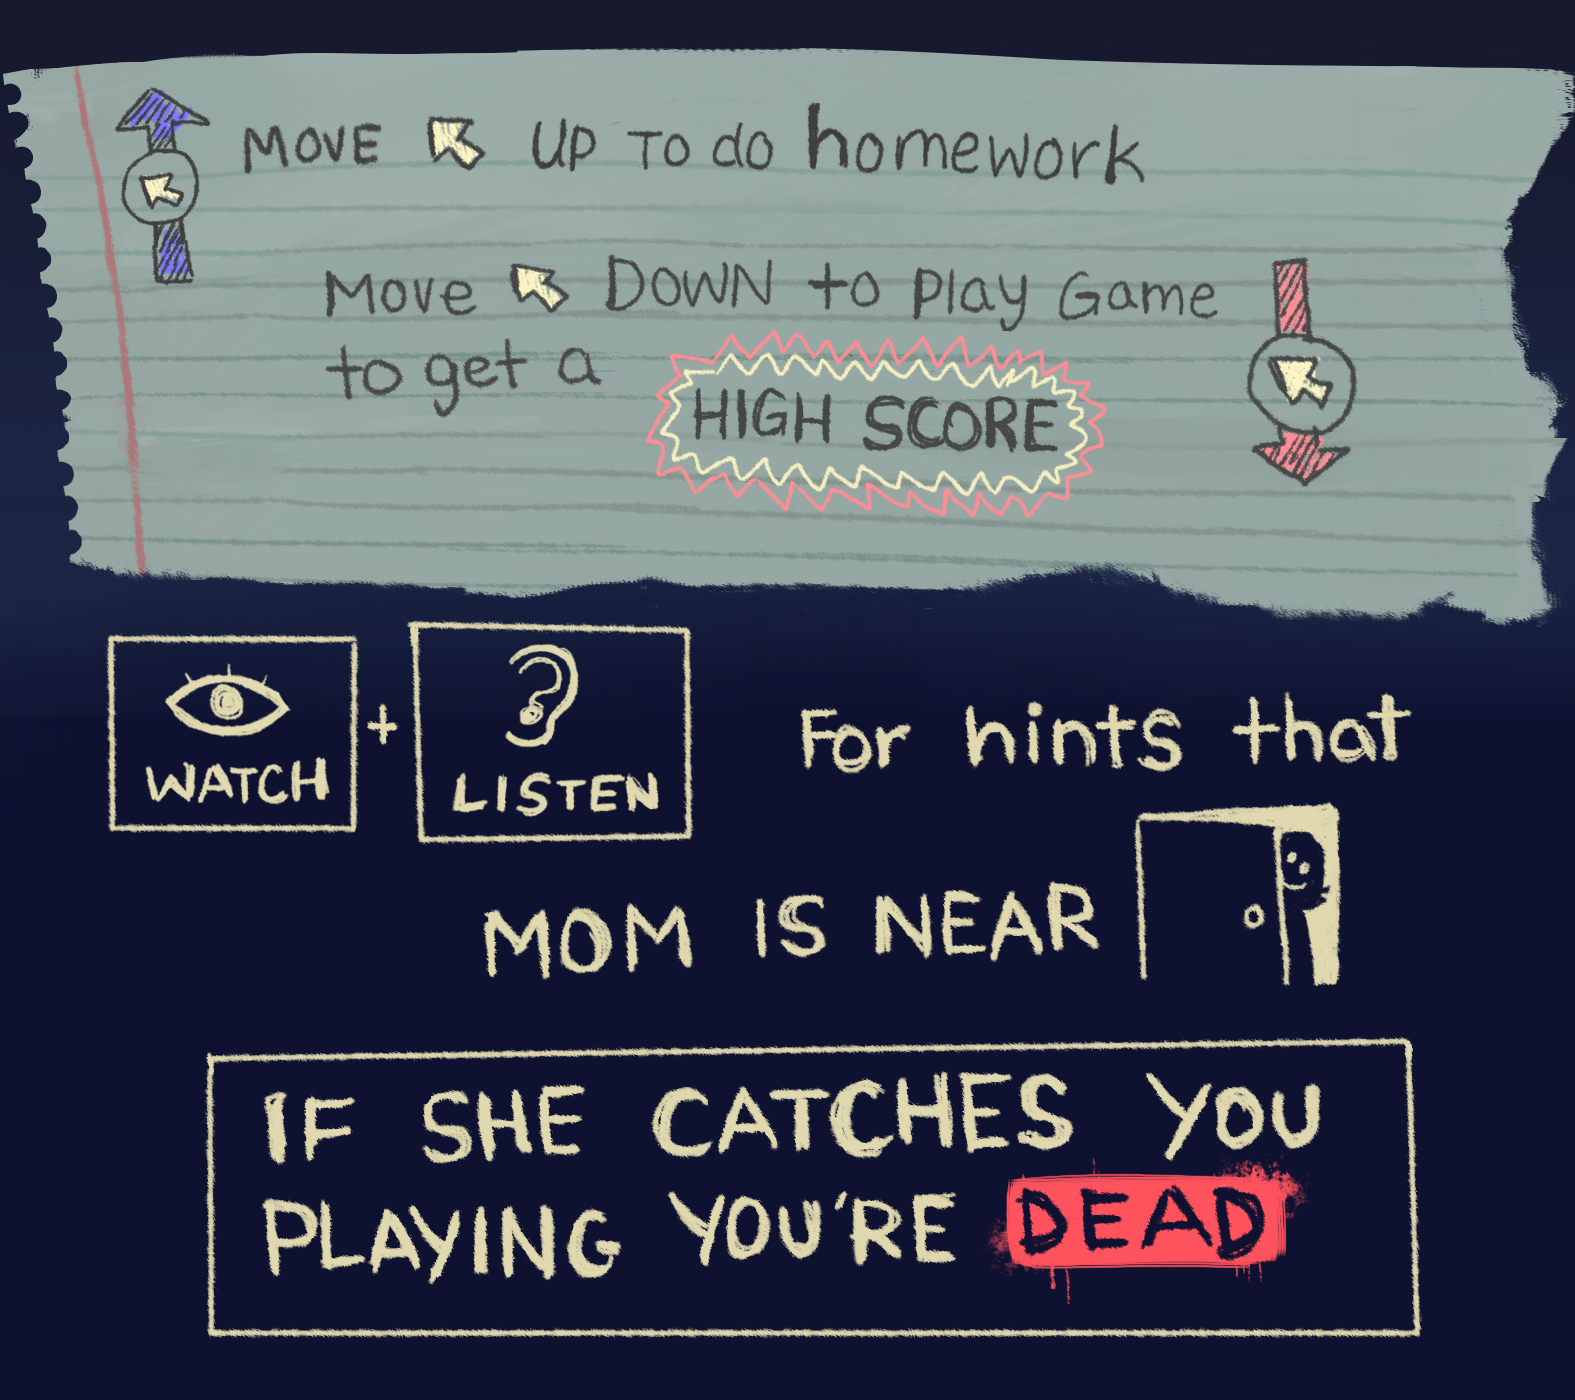 MOVE UP TO do homework
Move DOWN to play Game
to get a
HIGH SCORE
WATCH + LISTEN For hints that
MOM IS NEAR
IF SHE CATCHES YOU
PLAYING YOU'RE DEAD